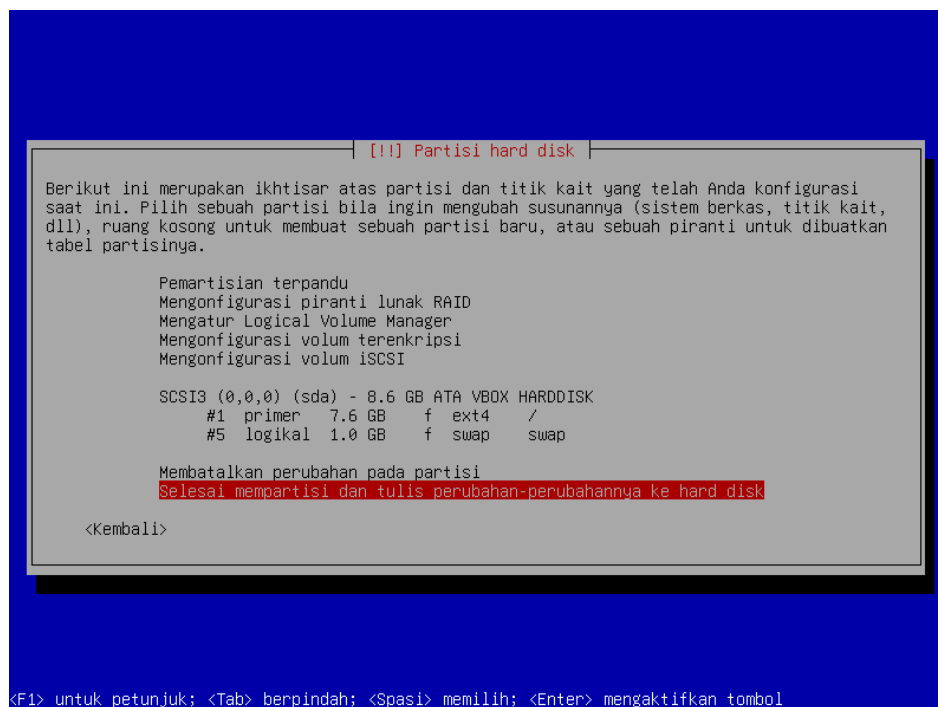 [!!] Partisi hard disk
Berikut ini merupakan ikhtisar atas partisi dan titik kait yang telah Anda konfigurasi
saat ini. Pilih sebuah partisi bila ingin mengubah susunannya (sistem berkas, titik kait,
dll), ruang kosong untuk membuat sebuah partisi baru, atau sebuah piranti untuk dibuatkan
tabel partisinya.
Pemartisian terpandu
Mengonfigurasi piranti lunak RAID
Mengatur Logical Volume Manager
Mengonfigurasi volum terenkripsi
Mengonfigurasi volum iSCSI
SCSI3 (0,0,0) (sda) - 8.6 GB ATA VBOX HARDDISK
#1 primer 7.6 GB f ext4 /
#5 logikal 1.0 GB f swap swap
Membatalkan perubahan pada partisi
Selesai mempartisi dan tulis perubahan-perubahannya ke hard disk
<Kembali>
<F1> untuk petunjuk; <Tab> berpindah; <Spasi> memilih; <Enter> mengaktifkan tombol